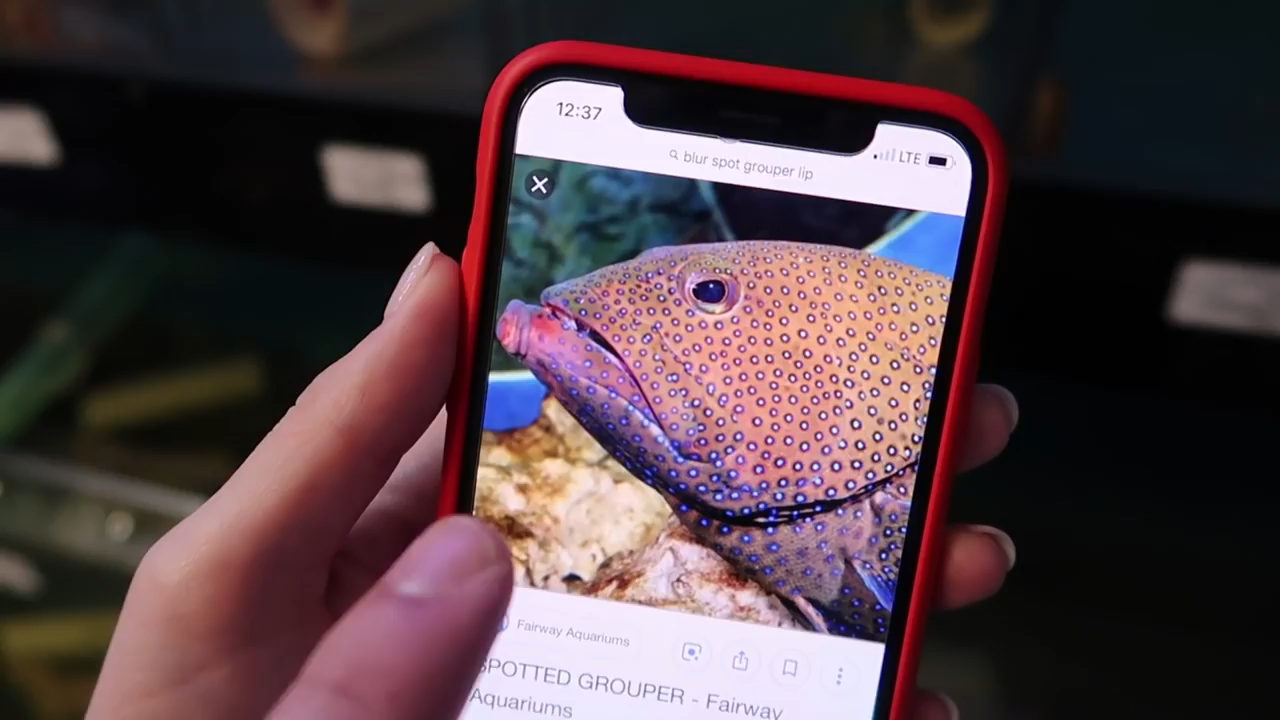 12:37
LTE
blur spot grouper lip
Fairway Aquariums
SPOTTED GROUPER - Fairway
Aquariums